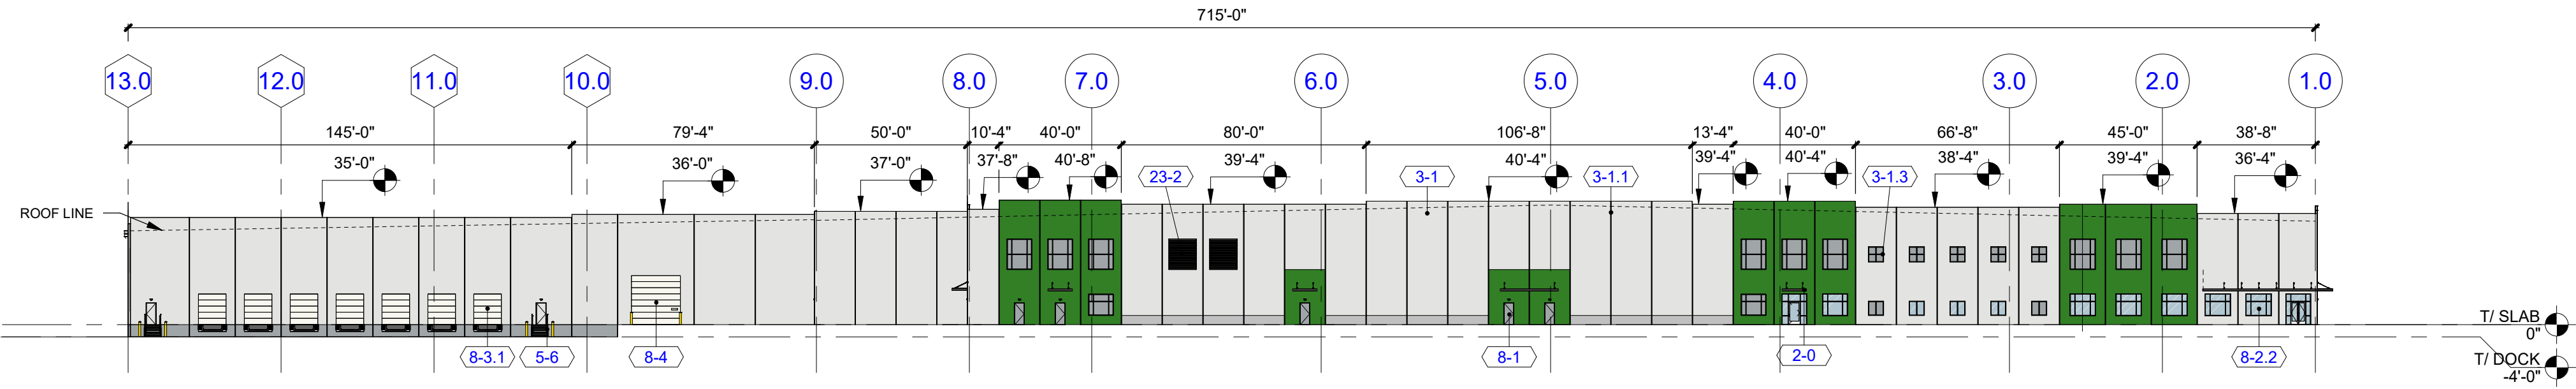 715'-0"
13.0 12.0 11.0 10.0 9.0 8.0 7.0 6.0 5.0 4.0 3.0 2.0 1.0
145'-0" 79'-4" 50'-0" 10'-4" 40'-0" 80'-0" 106'-8" 13'-4" 40'-0" 66'-8" 45'-0" 38'-8"
35'-0" 36'-0" 37'-0" 37'-8" 40'-8" 39'-4" 40'-4" 39'-4" 40'-4" 38'-4" 39'-4" 36'-4"
23-2 3-1 3-1.1 3-1.3
ROOF LINE
T/ SLAB
0"
8-3.1 5-6 8-4 8-1 2-0 8-2.2
T/ DOCK
-4'-0"